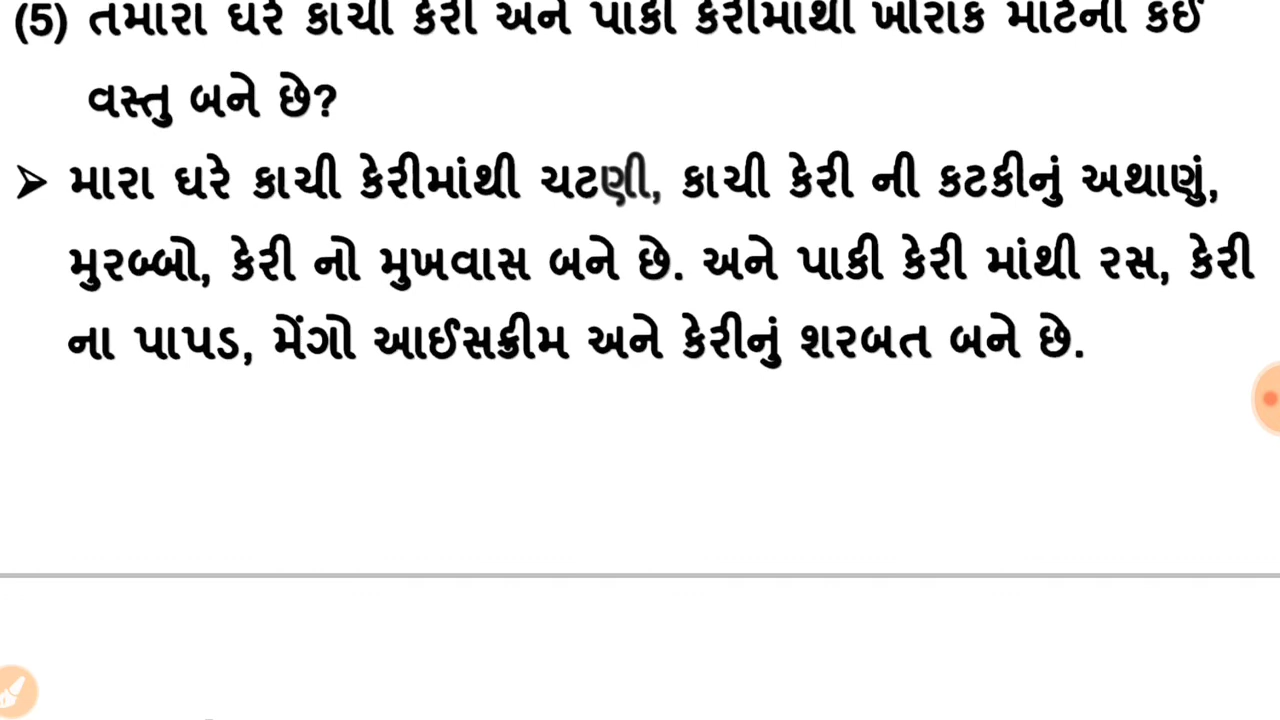 (5) તમારા ઘરે કાચી કેરી અને પાકી કેરીમાંથી ખોરાક માટેની કઈ
વસ્તુ બને છે?
➢ મારા ઘરે કાચી કેરીમાંથી ચટણી, કાચી કેરી ની કટકીનું અથાણું,
મુરબ્બો, કેરી નો મુખવાસ બને છે. અને પાકી કેરી માંથી રસ, કેરી
ના પાપડ, મેંગો આઈસક્રીમ અને કેરીનું શરબત બને છે.